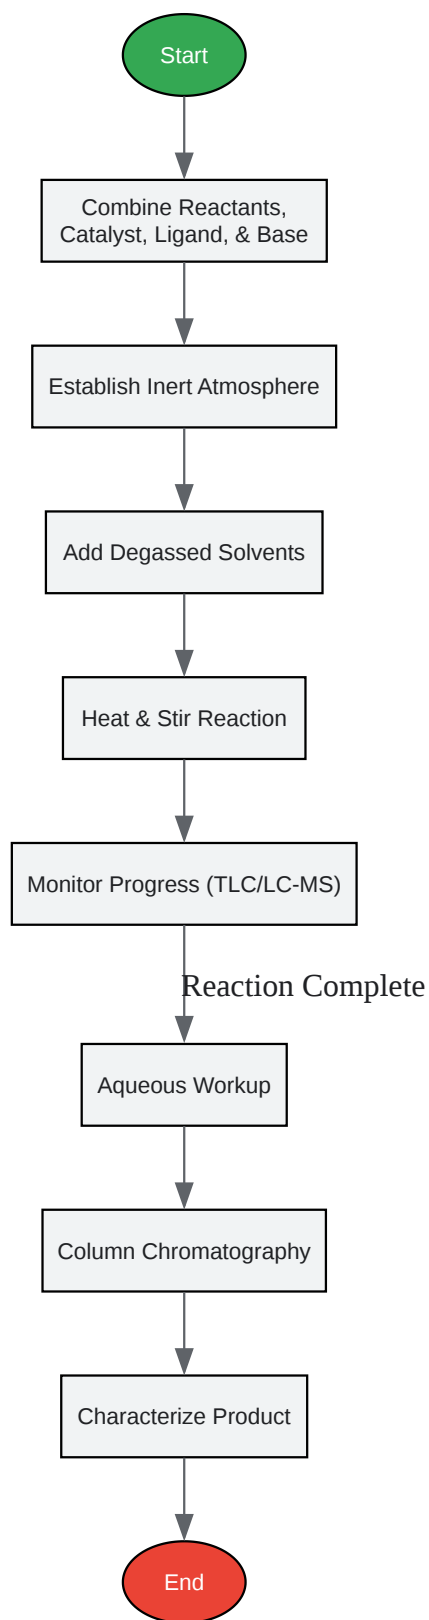 Start
Combine Reactants,
Catalyst, Ligand, & Base
Establish Inert Atmosphere
Add Degassed Solvents
Heat & Stir Reaction
Monitor Progress (TLC/LC-MS)
Reaction Complete
Aqueous Workup
Column Chromatography
Characterize Product
End